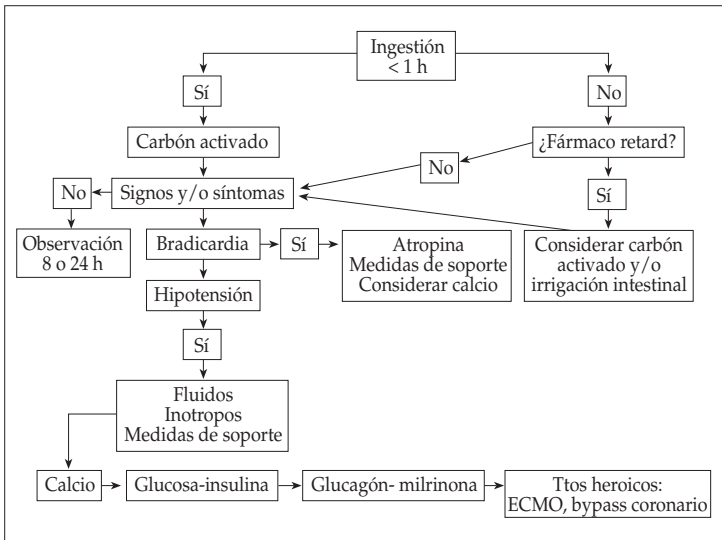 Ingestión
< 1 h
Sí
No
Carbón activado
¿Fármaco retard?
No
No
Signos y/o síntomas
Sí
Observación
8 o 24 h
Bradicardia
Sí
Atropina
Medidas de soporte
Considerar calcio
Considerar carbón
activado y/o
irrigación intestinal
Hipotensión
Sí
Fluidos
Inotropos
Medidas de soporte
Calcio
Glucosa-insulina
Glucagón- milrinona
Ttos heroicos:
ECMO, bypass coronario